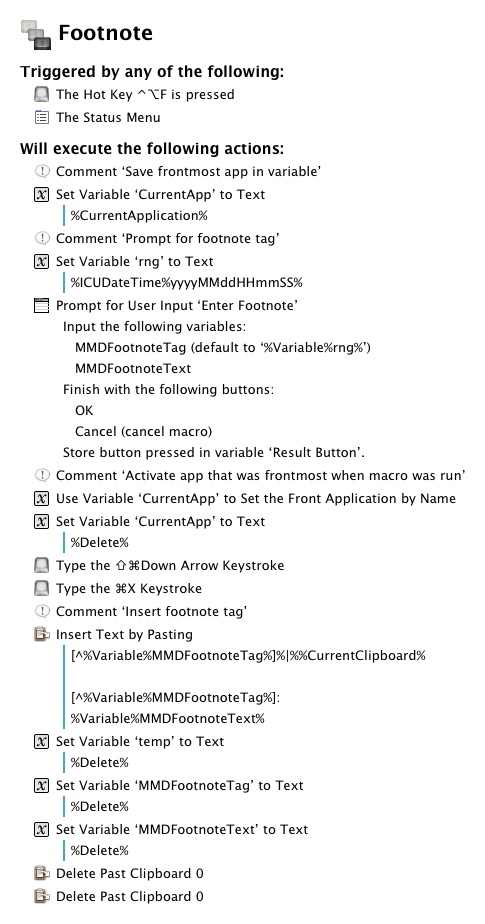 Footnote
Triggered by any of the following:
The Hot Key ^⌥F is pressed
The Status Menu
Will execute the following actions:
Comment ‘Save frontmost app in variable’
Set Variable ‘CurrentApp’ to Text
%CurrentApplication%
Comment ‘Prompt for footnote tag’
Set Variable ‘rng’ to Text
%ICUDateTime%yyyyMMddHHmmSS%
Prompt for User Input ‘Enter Footnote’
Input the following variables:
MMDFootnoteTag (default to ‘%Variable%rng%’)
MMDFootnoteText
Finish with the following buttons:
OK
Cancel (cancel macro)
Store button pressed in variable ‘Result Button’.
Comment ‘Activate app that was frontmost when macro was run’
Use Variable ‘CurrentApp’ to Set the Front Application by Name
Set Variable ‘CurrentApp’ to Text
%Delete%
Type the ⇧⌘Down Arrow Keystroke
Type the ⌘X Keystroke
Comment ‘Insert footnote tag’
Insert Text by Pasting
[^%Variable%MMDFootnoteTag%]%|%%CurrentClipboard%
[^%Variable%MMDFootnoteTag%]:
%Variable%MMDFootnoteText%
Set Variable ‘temp’ to Text
%Delete%
Set Variable ‘MMDFootnoteTag’ to Text
%Delete%
Set Variable ‘MMDFootnoteText’ to Text
%Delete%
Delete Past Clipboard 0
Delete Past Clipboard 0